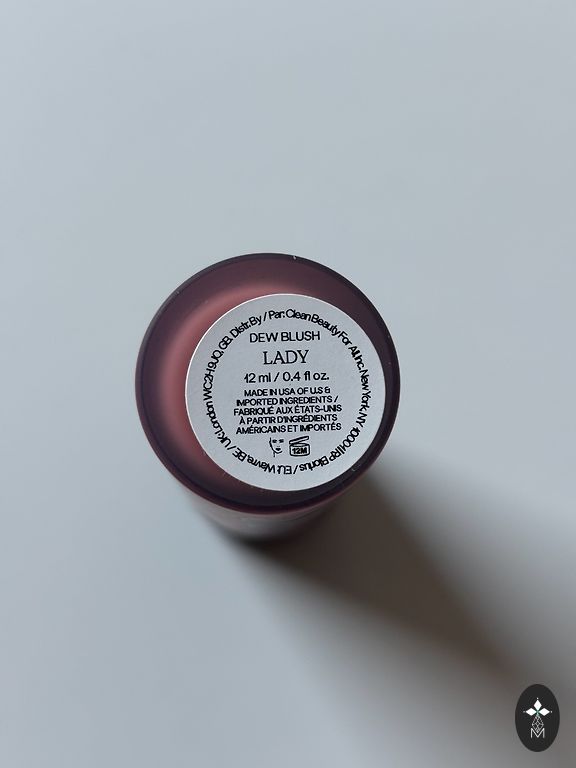 DEW BLUSH
LADY
12 ml / 0.4 fl oz.
MADE IN USA OF U.S &
IMPORTED INGREDIENTS /
FABRIQUÉ AUX ÉTATS-UNIS
À PARTIR D'INGRÉDIENTS
AMÉRICAINS ET IMPORTÉS
12M
Distr. By / Par: Clean Beauty For All Inc. New York, NY 10004 / RP Biorius / EU: Wavre BE / UK: London WC2H 9JQ, GB.
M